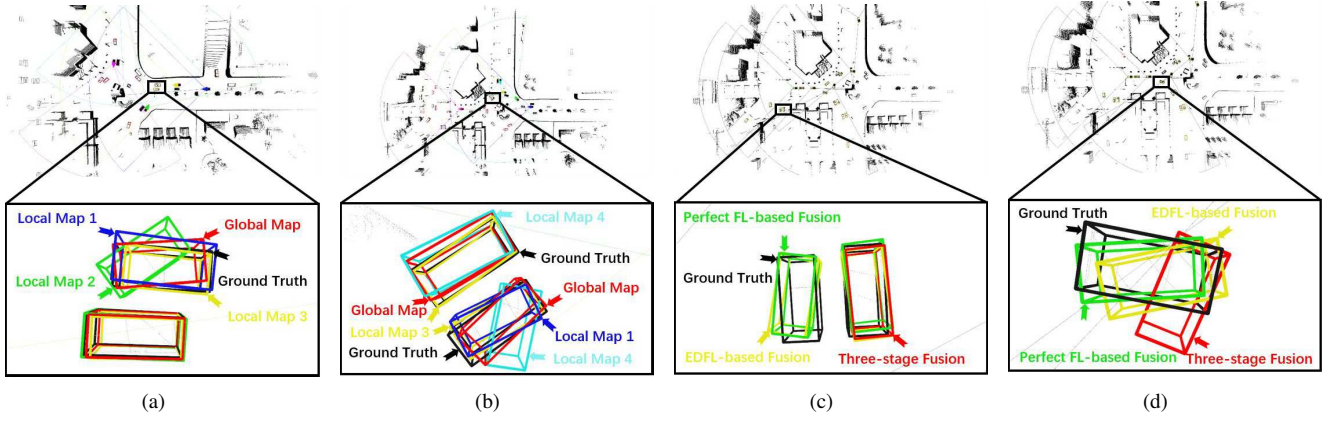 Local Map 1
Global Map
Local Map 2
Ground Truth
Local Map 3
(a)
Local Map 4
Ground Truth
Global Map
Global Map
Local Map 3
Local Map 1
Ground Truth
Local Map 4
(b)
Perfect FL-based Fusion
Ground Truth
EDFL-based Fusion
Three-stage Fusion
(c)
Ground Truth
EDFL-based Fusion
Perfect FL-based Fusion
Three-stage Fusion
(d)